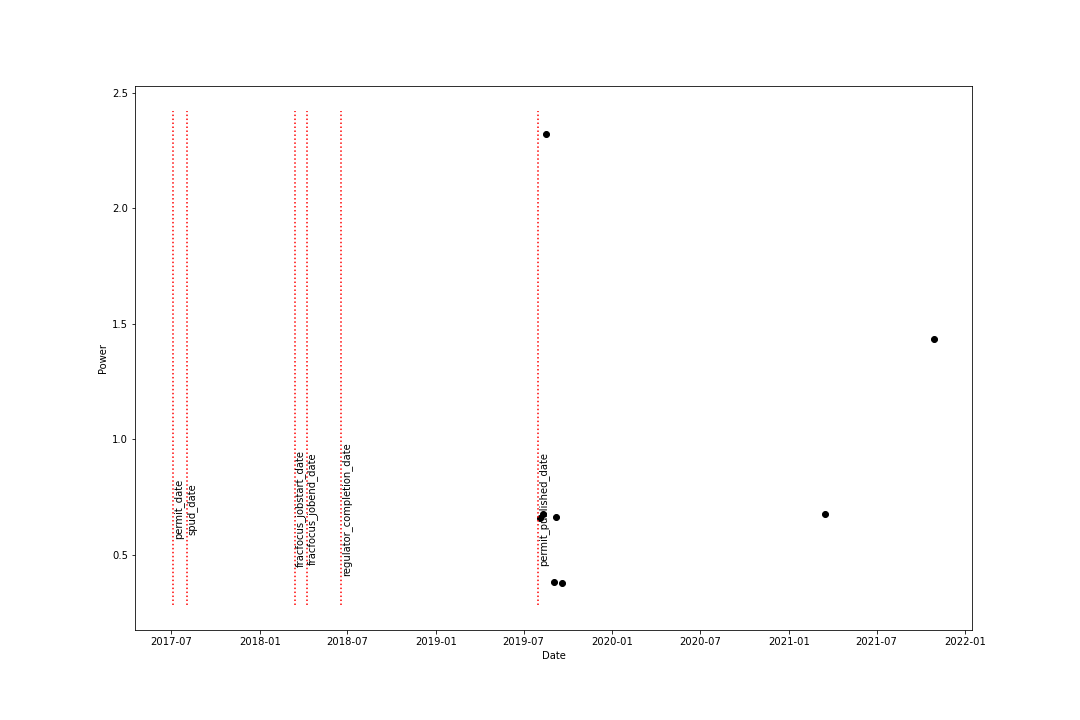 2.5
2.0
1.5
1.0
0.5
Power
permit_date
spud_date
fracfocus_jobstart_date
fracfocus_jobend_date
regulator_completion_date
permit_published_date
2017-07
2018-01
2018-07
2019-01
2019-07
2020-01
2020-07
2021-01
2021-07
2022-01
Date